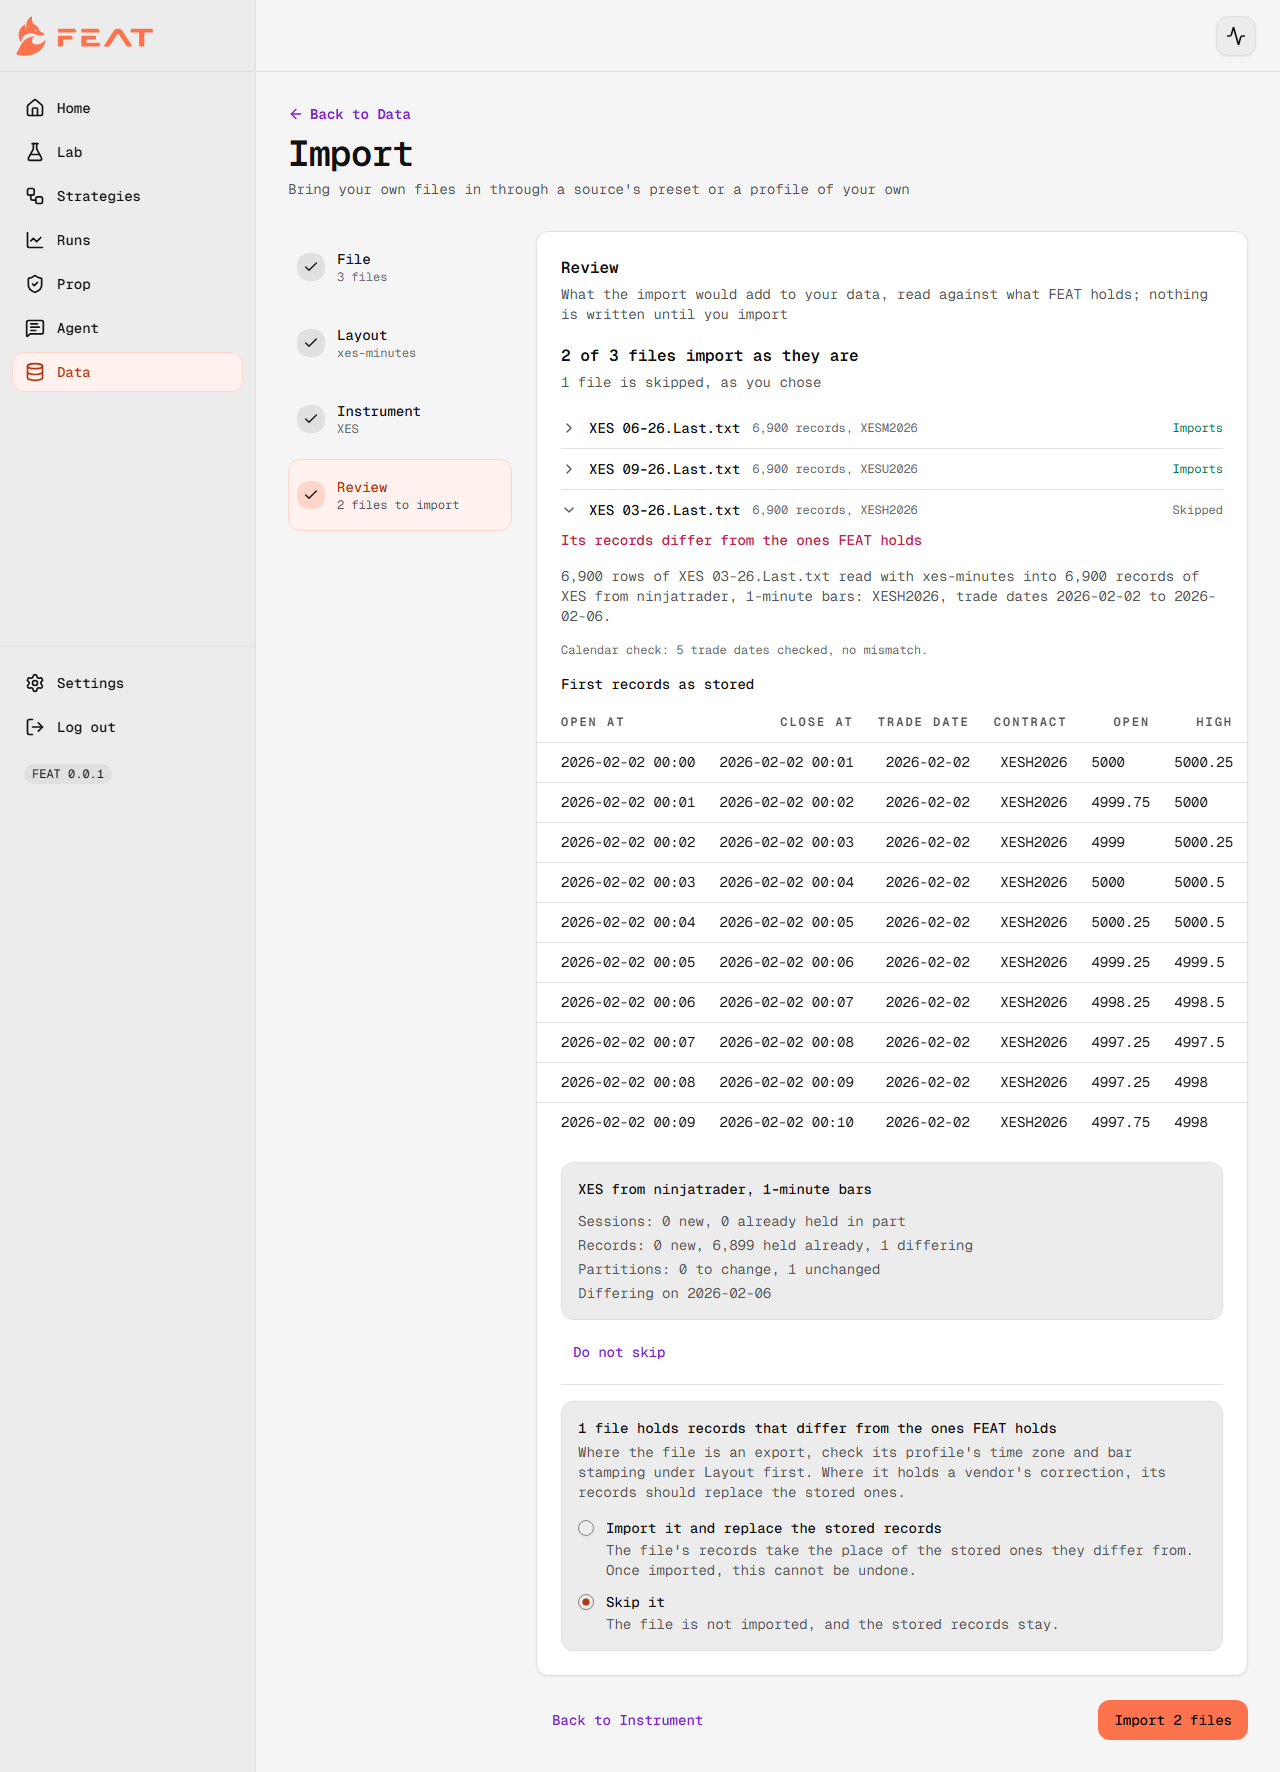 FEAT
Home
Lab
Strategies
Runs
Prop
Agent
Data
Settings
Log out
FEAT 0.0.1
Back to Data
Import
Bring your own files in through a source's preset or a profile of your own
File
3 files
Layout
xes-minutes
Instrument
XES
Review
2 files to import
Review
What the import would add to your data, read against what FEAT holds; nothing
is written until you import
2 of 3 files import as they are
1 file is skipped, as you chose
XES 06-26.Last.txt 6,900 records, XESM2026 Imports
XES 09-26.Last.txt 6,900 records, XESU2026 Imports
XES 03-26.Last.txt 6,900 records, XESH2026 Skipped
Its records differ from the ones FEAT holds
6,900 rows of XES 03-26.Last.txt read with xes-minutes into 6,900 records of
XES from ninjatrader, 1-minute bars: XESH2026, trade dates 2026-02-02 to 2026-
02-06.
Calendar check: 5 trade dates checked, no mismatch.
First records as stored
OPEN AT CLOSE AT TRADE DATE CONTRACT OPEN HIGH
2026-02-02 00:00 2026-02-02 00:01 2026-02-02 XESH2026 5000 5000.25
2026-02-02 00:01 2026-02-02 00:02 2026-02-02 XESH2026 4999.75 5000
2026-02-02 00:02 2026-02-02 00:03 2026-02-02 XESH2026 4999 5000.25
2026-02-02 00:03 2026-02-02 00:04 2026-02-02 XESH2026 5000 5000.5
2026-02-02 00:04 2026-02-02 00:05 2026-02-02 XESH2026 5000.25 5000.5
2026-02-02 00:05 2026-02-02 00:06 2026-02-02 XESH2026 4999.25 4999.5
2026-02-02 00:06 2026-02-02 00:07 2026-02-02 XESH2026 4998.25 4998.5
2026-02-02 00:07 2026-02-02 00:08 2026-02-02 XESH2026 4997.25 4997.5
2026-02-02 00:08 2026-02-02 00:09 2026-02-02 XESH2026 4997.25 4998
2026-02-02 00:09 2026-02-02 00:10 2026-02-02 XESH2026 4997.75 4998
XES from ninjatrader, 1-minute bars
Sessions: 0 new, 0 already held in part
Records: 0 new, 6,899 held already, 1 differing
Partitions: 0 to change, 1 unchanged
Differing on 2026-02-06
Do not skip
1 file holds records that differ from the ones FEAT holds
Where the file is an export, check its profile's time zone and bar
stamping under Layout first. Where it holds a vendor's correction, its
records should replace the stored ones.
Import it and replace the stored records
The file's records take the place of the stored ones they differ from.
Once imported, this cannot be undone.
Skip it
The file is not imported, and the stored records stay.
Back to Instrument
Import 2 files